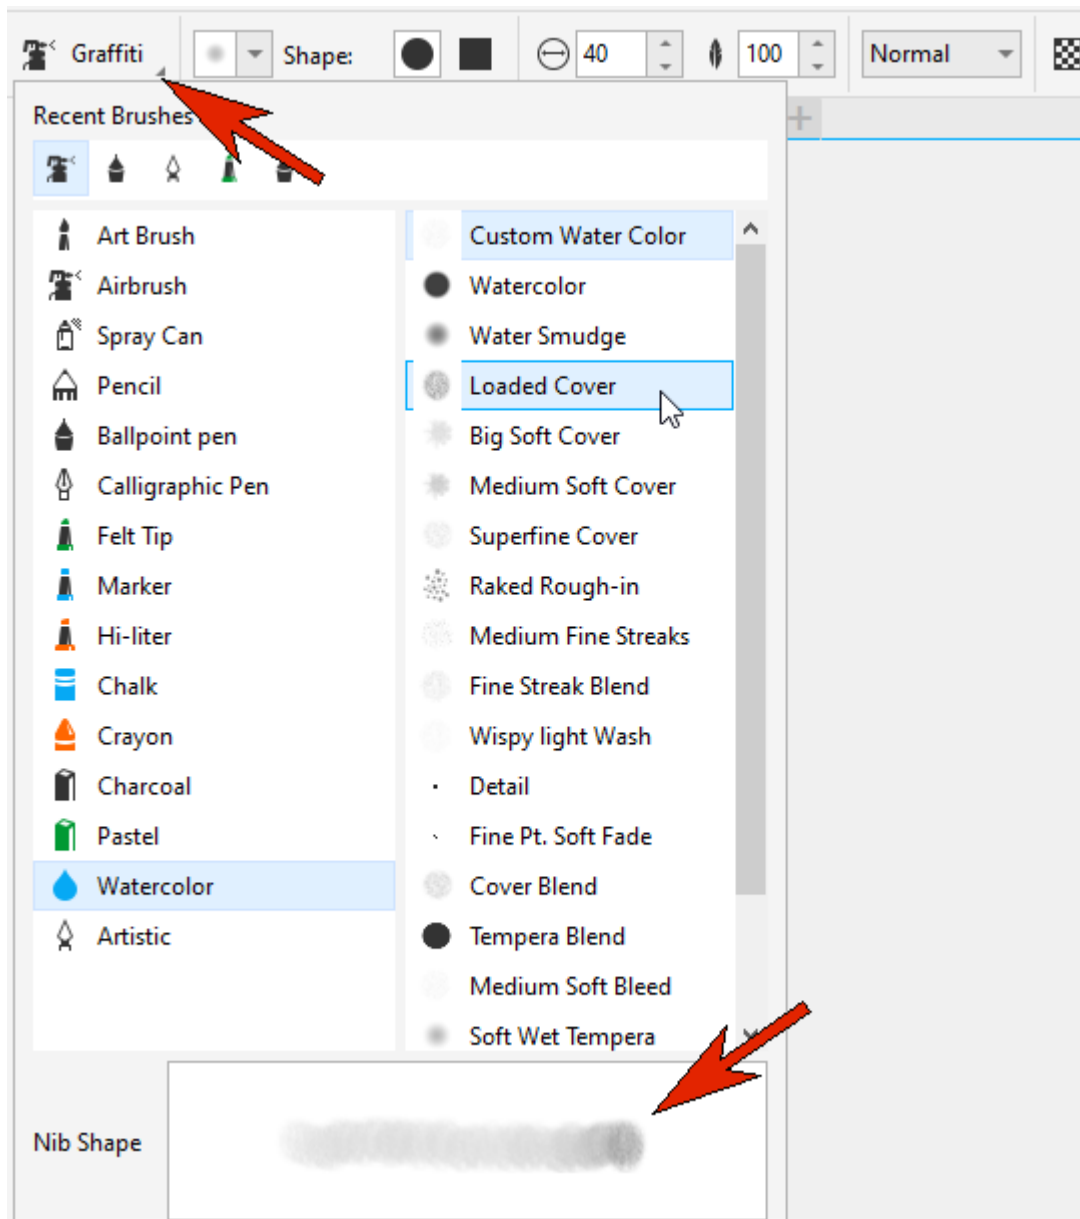 Graffiti Shape: 40 100 Normal
Recent Brushes
Art Brush
Airbrush
Spray Can
Pencil
Ballpoint pen
Calligraphic Pen
Felt Tip
Marker
Hi-liter
Chalk
Crayon
Charcoal
Pastel
Watercolor
Artistic
Custom Water Color
Watercolor
Water Smudge
Loaded Cover
Big Soft Cover
Medium Soft Cover
Superfine Cover
Raked Rough-in
Medium Fine Streaks
Fine Streak Blend
Wispy light Wash
Detail
Fine Pt. Soft Fade
Cover Blend
Tempera Blend
Medium Soft Bleed
Soft Wet Tempera
Nib Shape